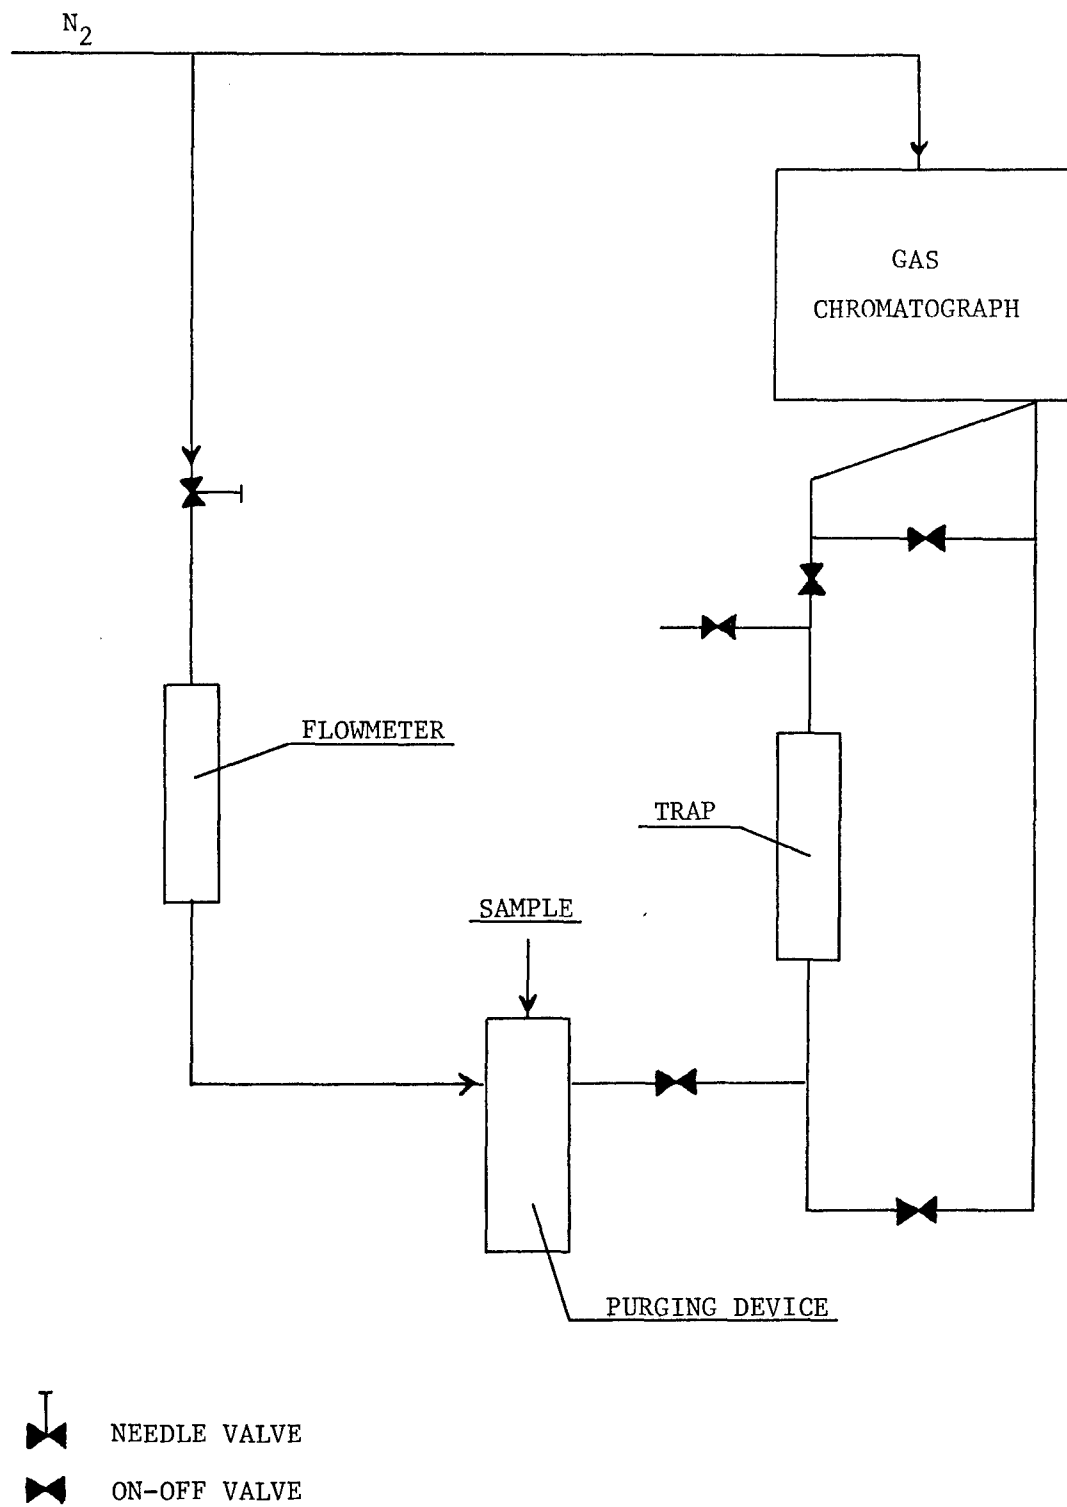 N2
GAS
CHROMATOGRAPH
FLOWMETER
TRAP
SAMPLE
PURGING DEVICE
NEEDLE VALVE
ON-OFF VALVE